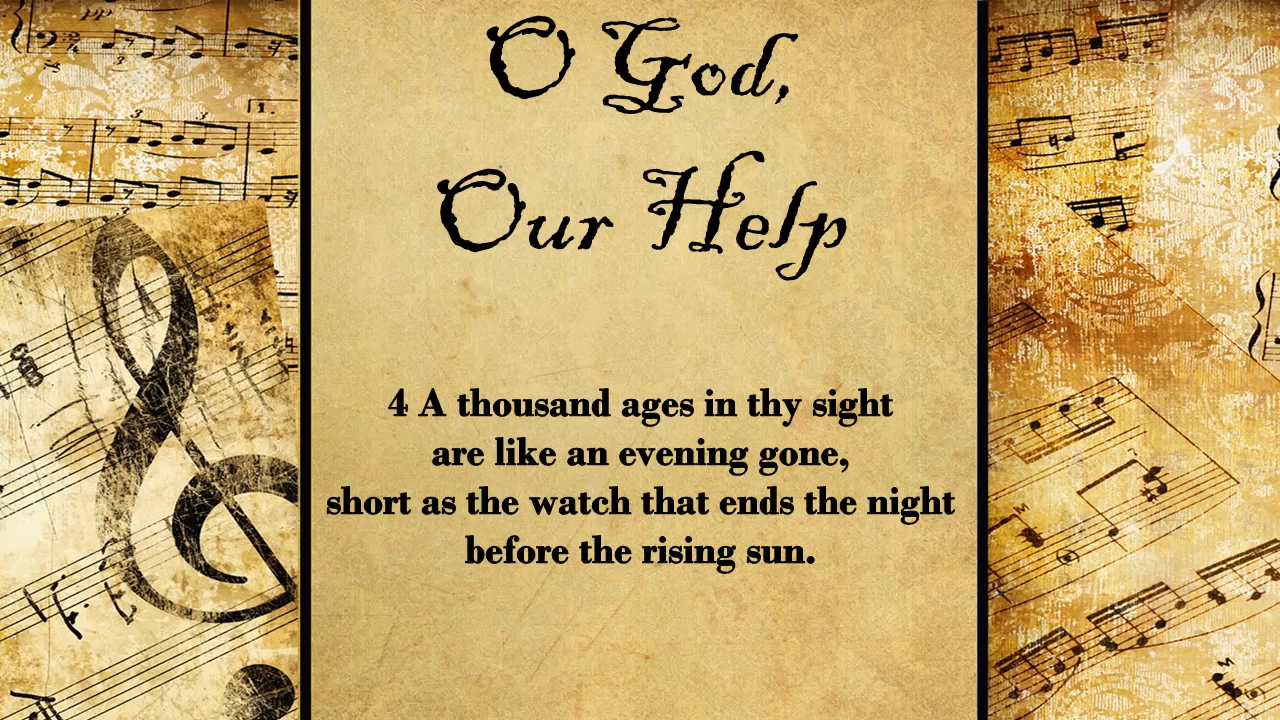 O God,
Our Help
4 A thousand ages in thy sight
are like an evening gone,
short as the watch that ends the night
before the rising sun.